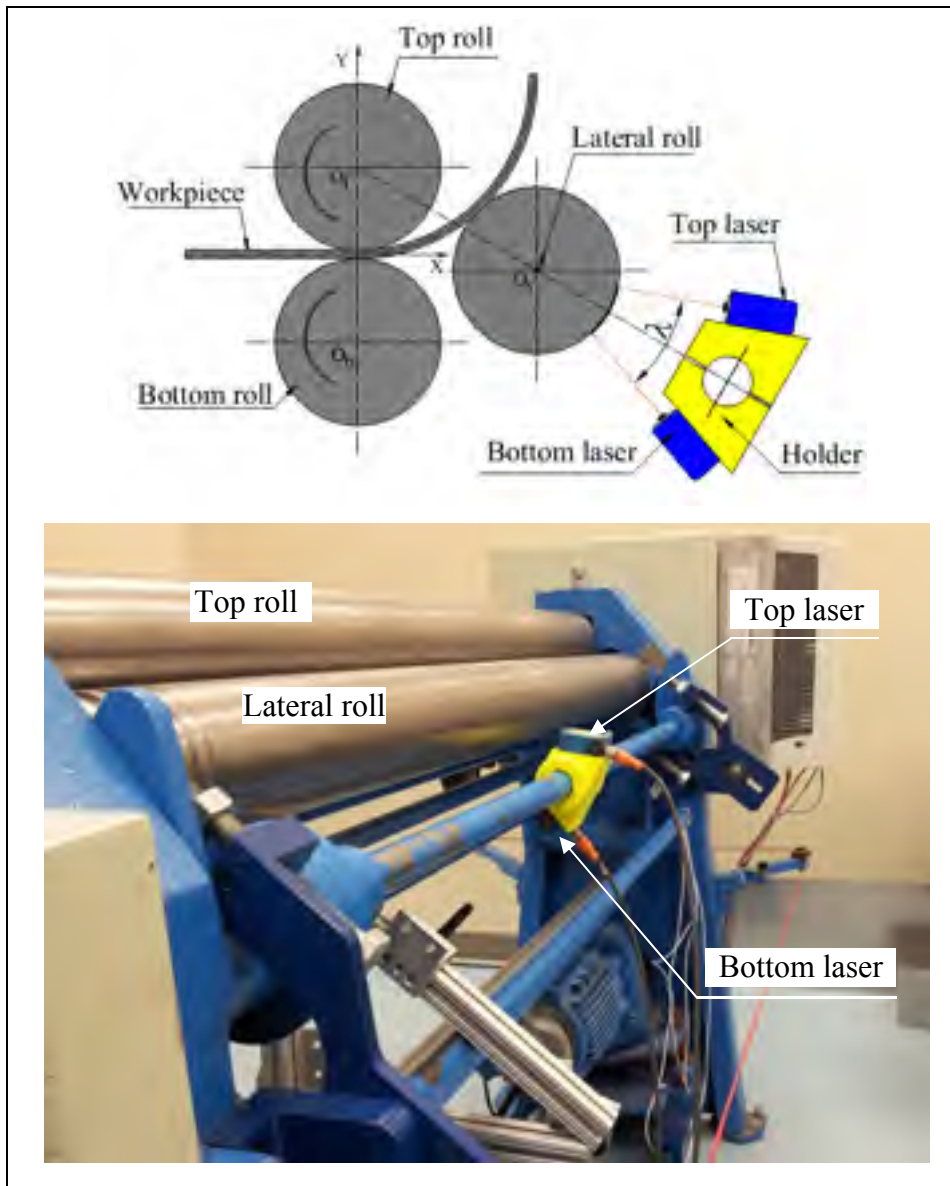 Y
Top roll
Lateral roll
O
Workpiece
Top laser
X
O
λ
O
Bottom roll
Bottom laser
Holder
Top roll
Top laser
Lateral roll
Bottom laser